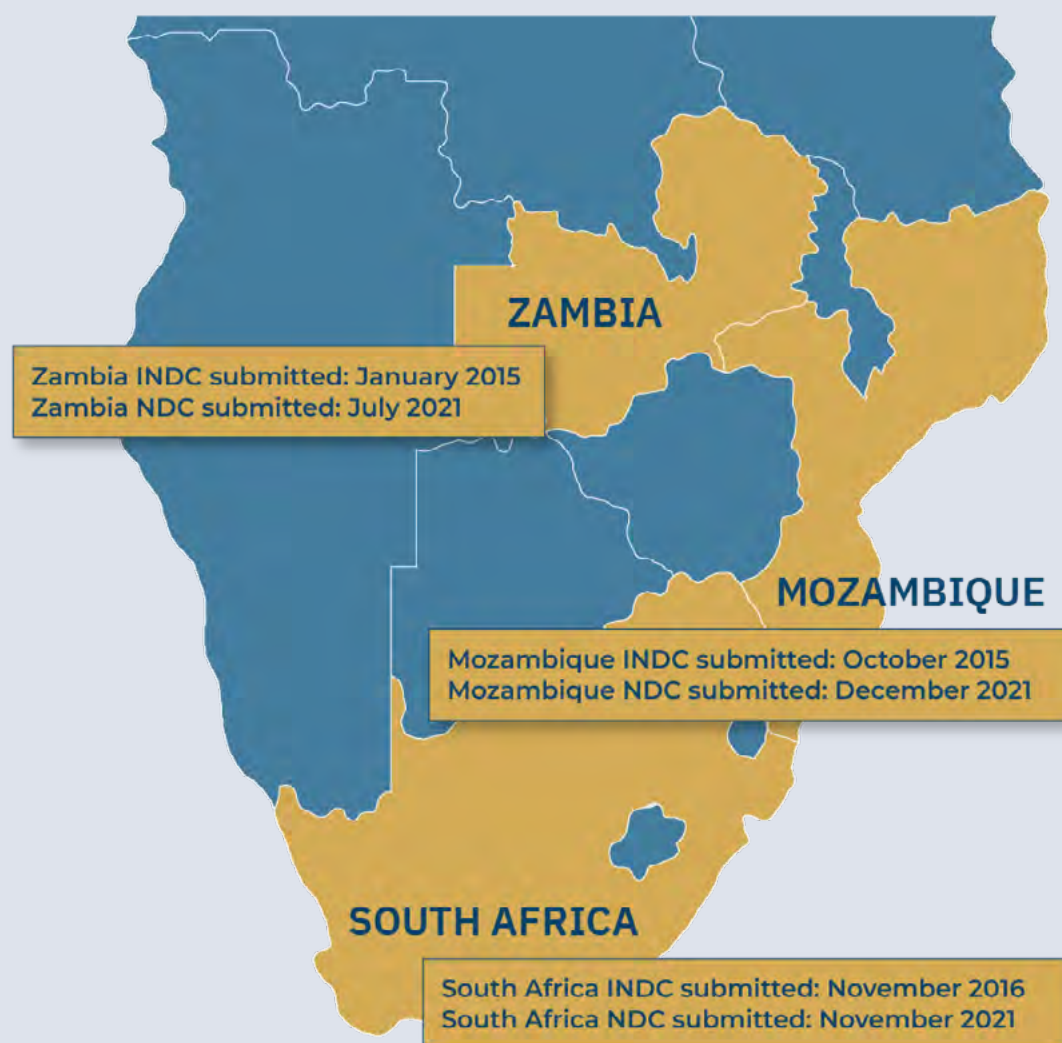 ZAMBIA
Zambia INDC submitted: January 2015
Zambia NDC submitted: July 2021
MOZAMBIQUE
Mozambique INDC submitted: October 2015
Mozambique NDC submitted: December 2021
SOUTH AFRICA
South Africa INDC submitted: November 2016
South Africa NDC submitted: November 2021